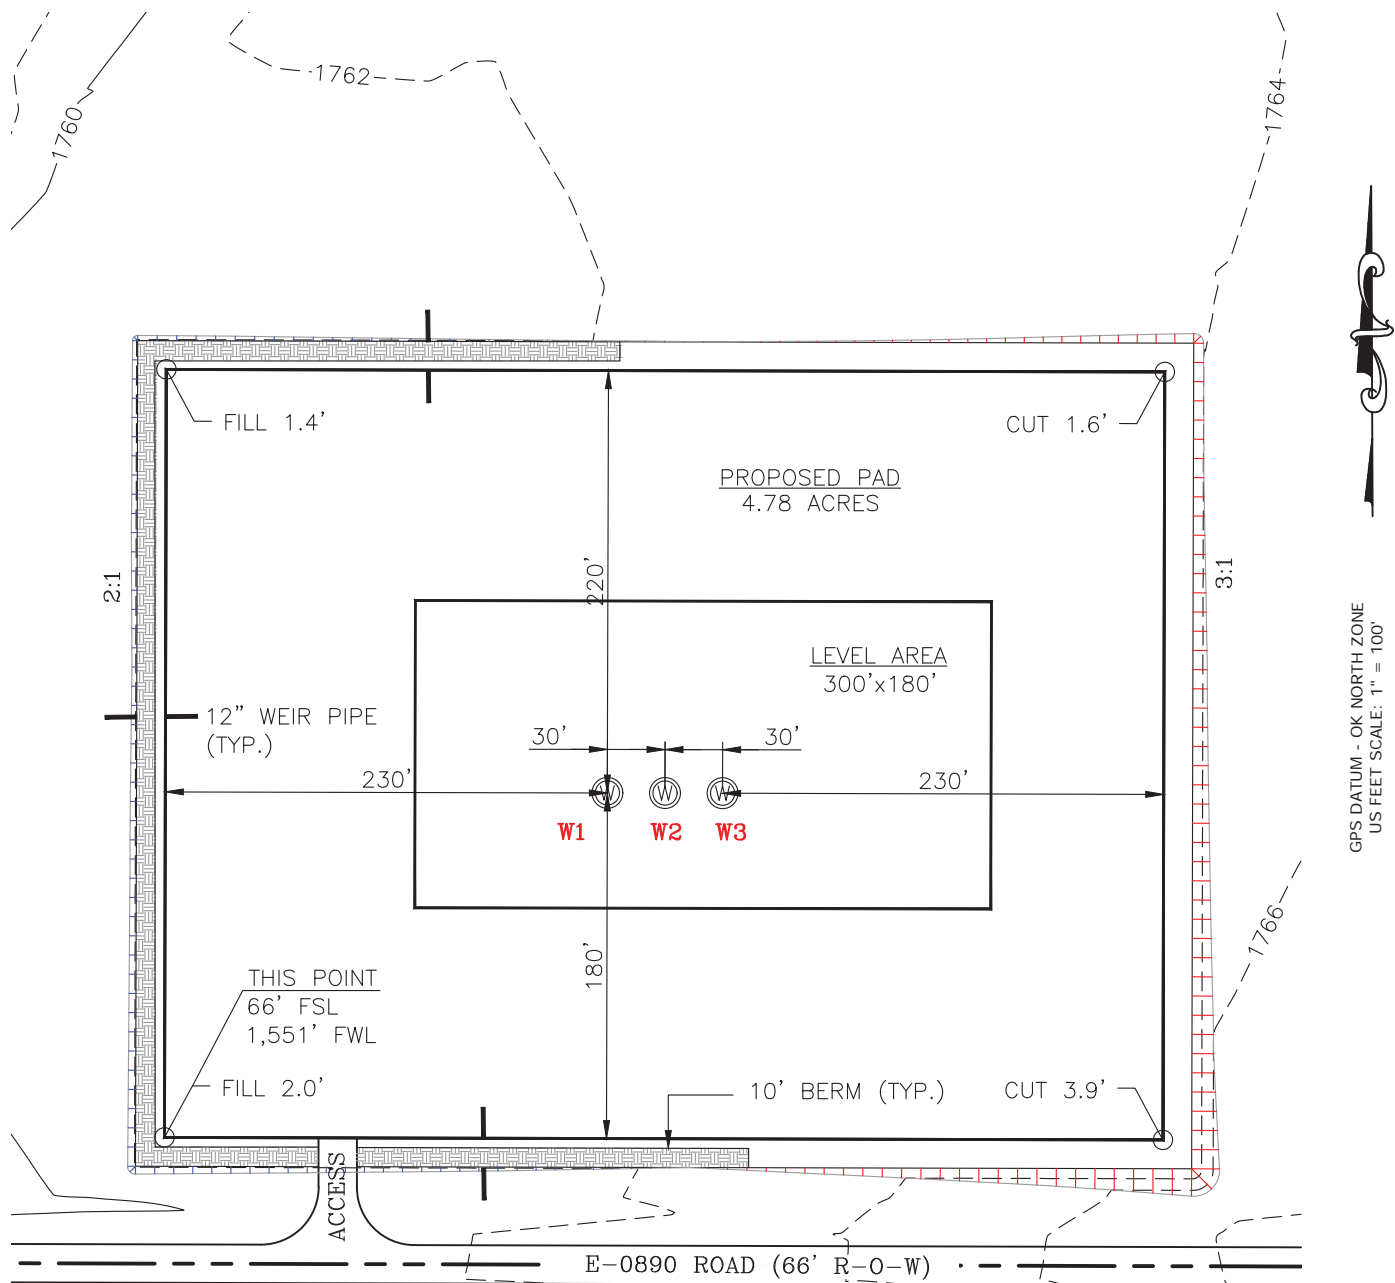 1762
1760
1764
FILL 1.4'
CUT 1.6'
PROPOSED PAD
4.78 ACRES
2:1
220'
3:1
LEVEL AREA
300'x180'
12" WEIR PIPE
(TYP.)
30'
30'
230'
230'
W
W
W
W1
W2
W3
GPS DATUM - OK NORTH ZONE
US FEET SCALE: 1" = 100'
1766
180'
THIS POINT
66' FSL
1,551' FWL
FILL 2.0'
10' BERM (TYP.)
CUT 3.9'
ACCESS
E-0890 ROAD (66' R-O-W)